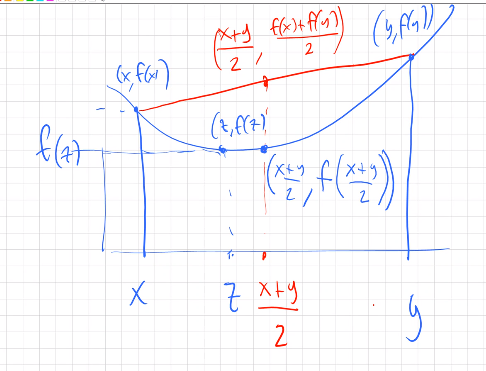 (x+y/2, f(x)+f(y)/2)
(y, f(y))
(x, f(x)
(z, f(z)
f(z)
(x+y/2, f(x+y/2))
x
z
x+y/2
y